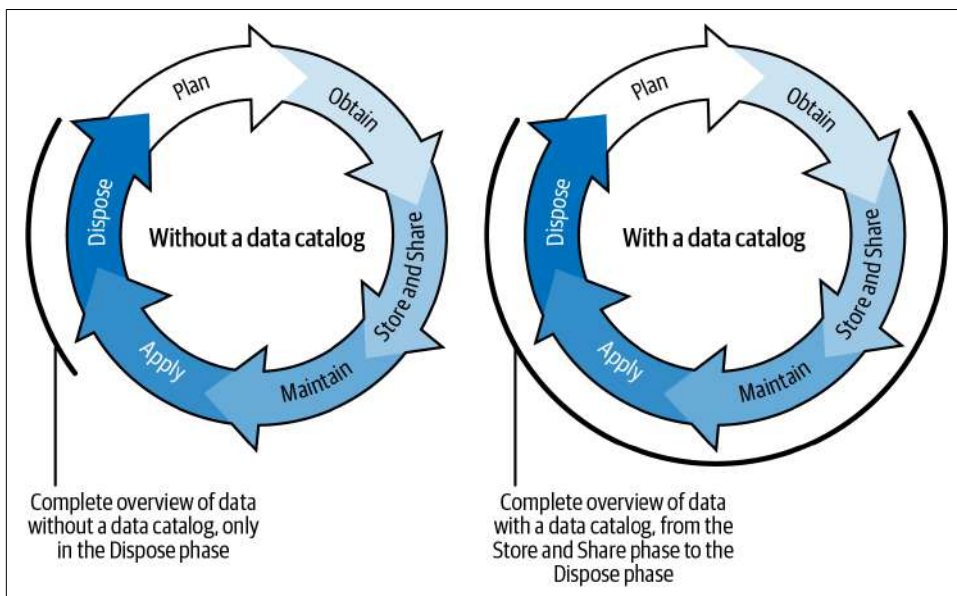 Plan
Obtain
Store and Share
Maintain
Apply
Dispose
Without a data catalog
Complete overview of data
without a data catalog, only
in the Dispose phase
Plan
Obtain
Store and Share
Maintain
Apply
Dispose
With a data catalog
Complete overview of data
with a data catalog, from the
Store and Share phase to the
Dispose phase